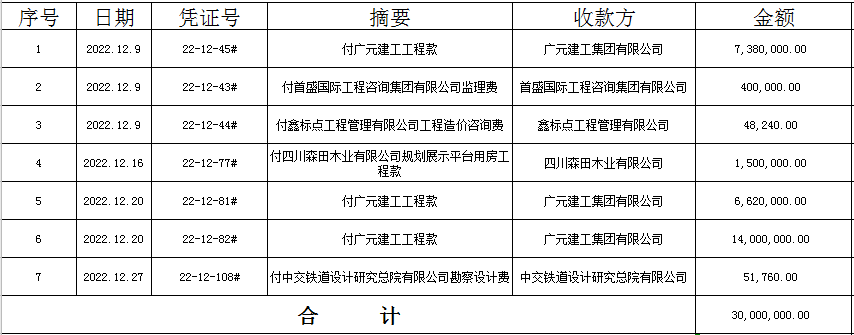 序号 日期 凭证号 摘要 收款方 金额
1 2022.12.9 22-12-45# 付广元建工工程款 广元建工集团有限公司 7,380,000.00
2 2022.12.9 22-12-43# 付首盛国际工程咨询集团有限公司监理费 首盛国际工程咨询集团有限公司 400,000.00
3 2022.12.9 22-12-44# 付鑫标点工程管理有限公司工程造价咨询费 鑫标点工程管理有限公司 48,240.00
4 2022.12.16 22-12-77# 付四川森田木业有限公司规划展示平台用房工程款 四川森田木业有限公司 1,500,000.00
5 2022.12.20 22-12-81# 付广元建工工程款 广元建工集团有限公司 6,620,000.00
6 2022.12.20 22-12-82# 付广元建工工程款 广元建工集团有限公司 14,000,000.00
7 2022.12.27 22-12-108# 付中交铁道设计研究总院有限公司勘察设计费 中交铁道设计研究总院有限公司 51,760.00
合 计 30,000,000.00